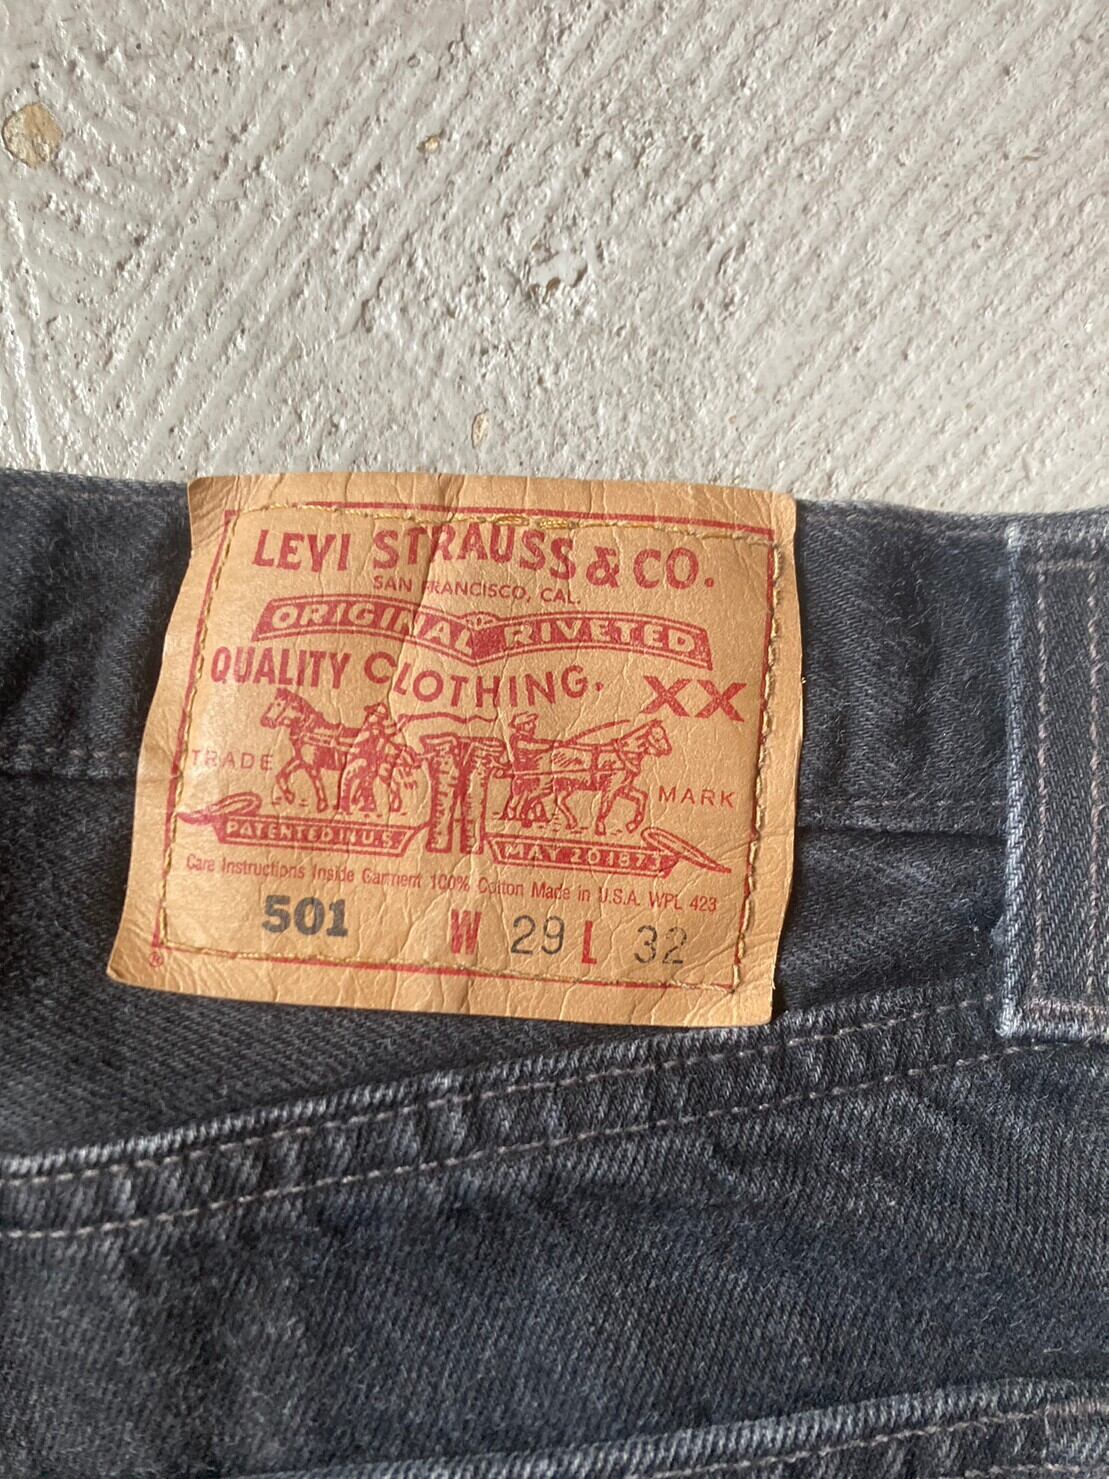 LEVI STRAUSS & CO.
SAN FRANCISCO, CAL.
ORIGINAL RIVETED
QUALITY CLOTHING. XX
TRADE MARK
PATENTED IN U.S. MAY 20 1873
Care Instructions Inside Garment 100% Cotton Made in U.S.A. WPL 423
501 W 29 L 32
®